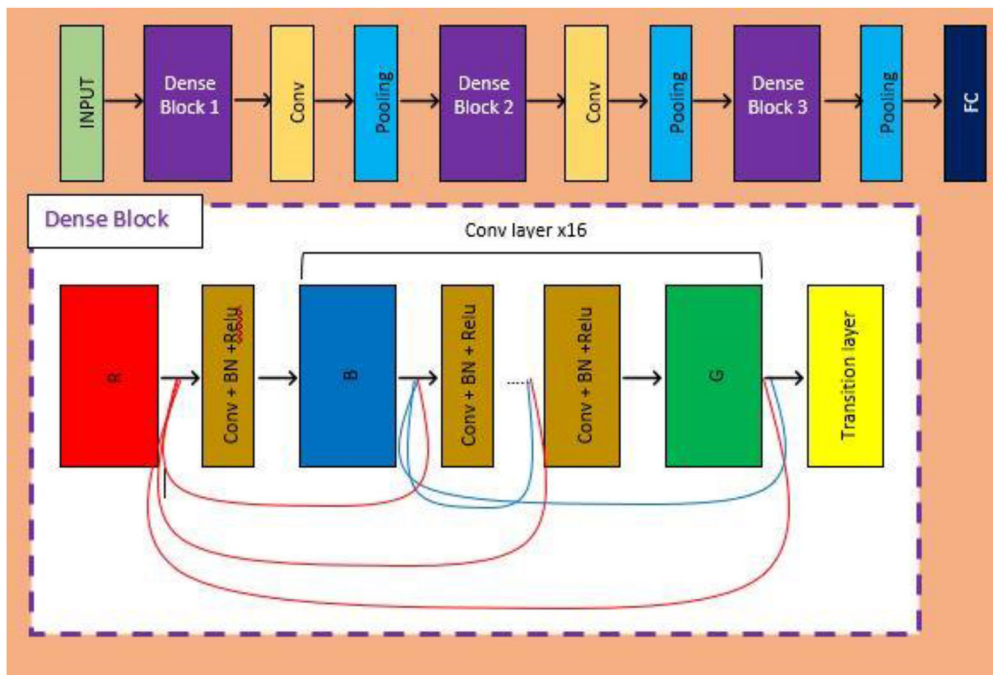 INPUT
Dense
Block 1
Conv
Pooling
Dense
Block 2
Conv
Pooling
Dense
Block 3
Pooling
FC
Dense Block
Conv layer x16
R
Conv + BN +Relu
B
Conv + BN + Relu
Conv + BN +Relu
G
Transition layer